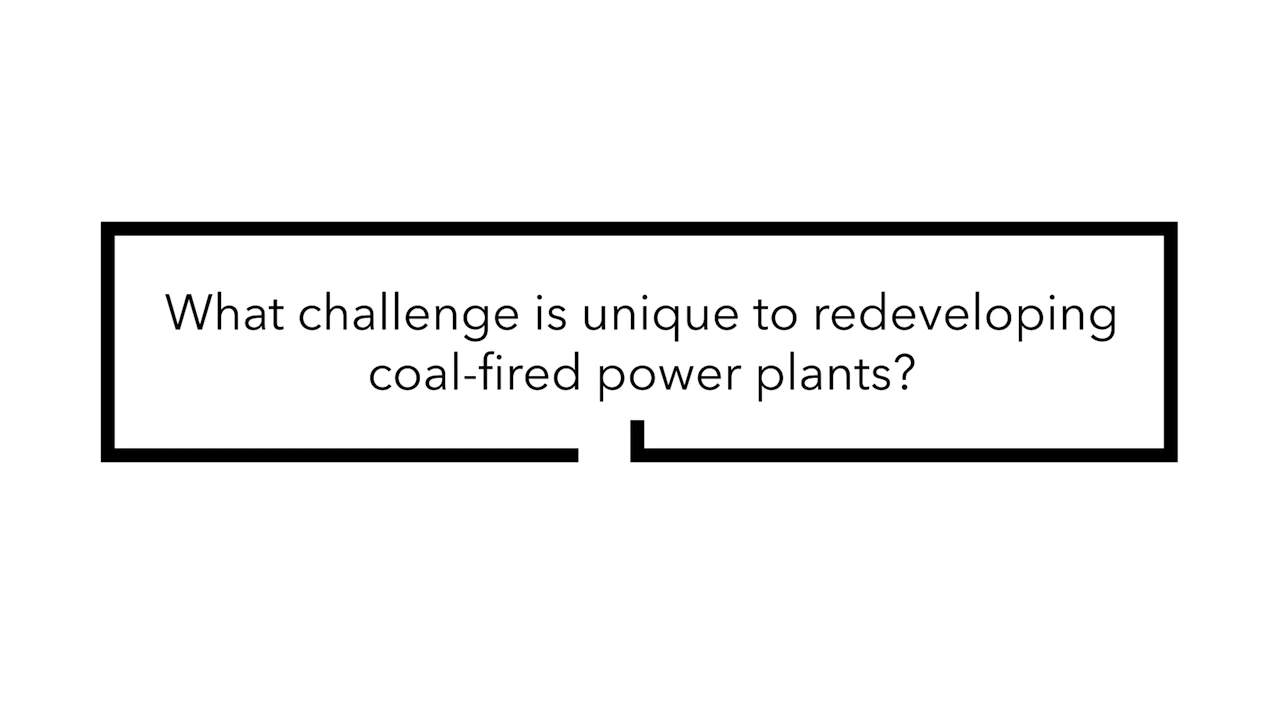 What challenge is unique to redeveloping
coal-fired power plants?